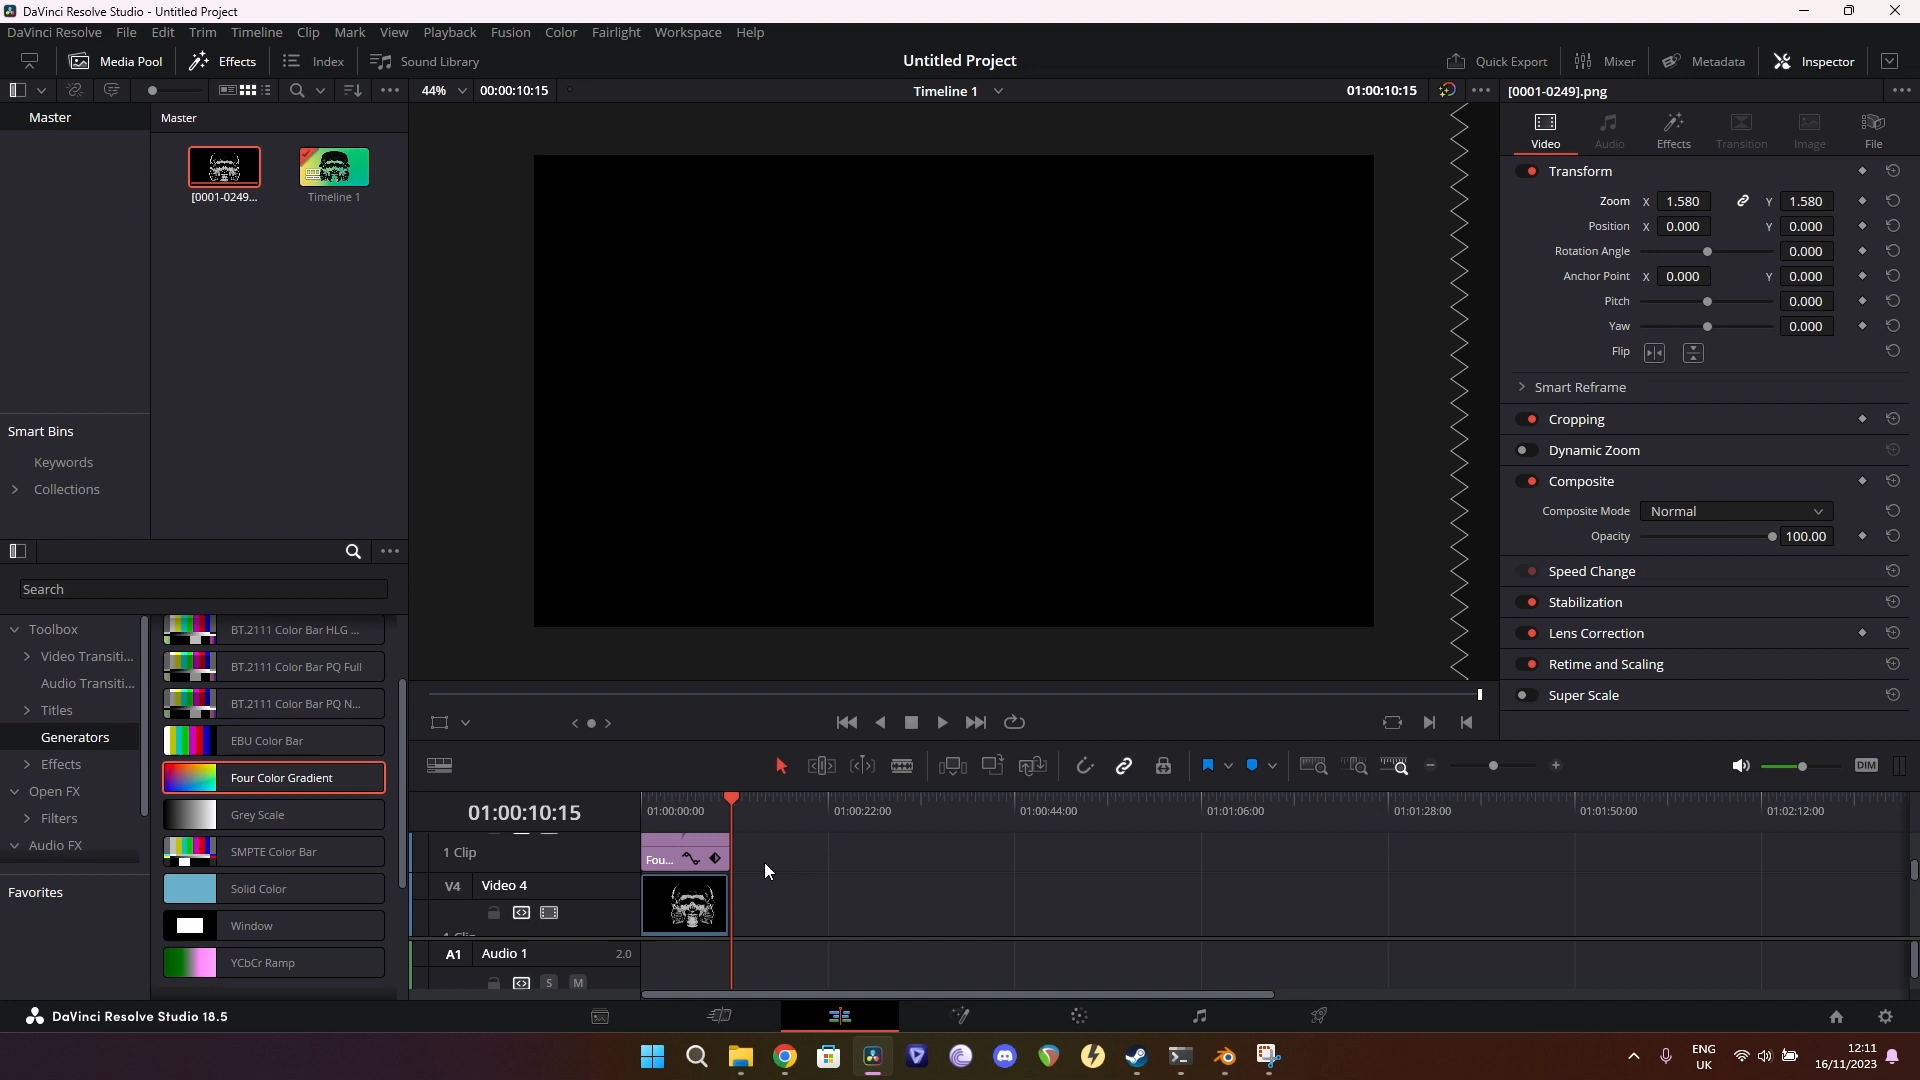 DaVinci Resolve Studio - Untitled Project
DaVinci Resolve File Edit Trim Timeline Clip Mark View Playback Fusion Color Fairlight Workspace Help
Media Pool Effects Index Sound Library Untitled Project Quick Export Mixer Metadata Inspector
44% 00:00:10:15 Timeline 1 01:00:10:15 [0001-0249].png
Master Master
Video Audio Effects Transition Image File
[0001-0249... Timeline 1
Transform
Zoom X 1.580 Y 1.580
Position X 0.000 Y 0.000
Rotation Angle 0.000
Anchor Point X 0.000 Y 0.000
Pitch 0.000
Yaw 0.000
Flip
Smart Reframe
Cropping
Dynamic Zoom
Composite
Composite Mode Normal
Opacity 100.00
Speed Change
Stabilization
Lens Correction
Retime and Scaling
Super Scale
Smart Bins
Keywords
Collections
Search
Toolbox
Video Transiti...
Audio Transiti...
Titles
Generators
Effects
Open FX
Filters
Audio FX
Favorites
BT.2111 Color Bar HLG ...
BT.2111 Color Bar PQ Full
BT.2111 Color Bar PQ N...
EBU Color Bar
Four Color Gradient
Grey Scale
SMPTE Color Bar
Solid Color
Window
YCbCr Ramp
DIM
01:00:10:15 01:00:00:00 01:00:22:00 01:00:44:00 01:01:06:00 01:01:28:00 01:01:50:00 01:02:12:00
1 Clip Fou...
V4 Video 4
A1 Audio 1 2.0
S M
DaVinci Resolve Studio 18.5
ENG
UK
12:11
16/11/2023